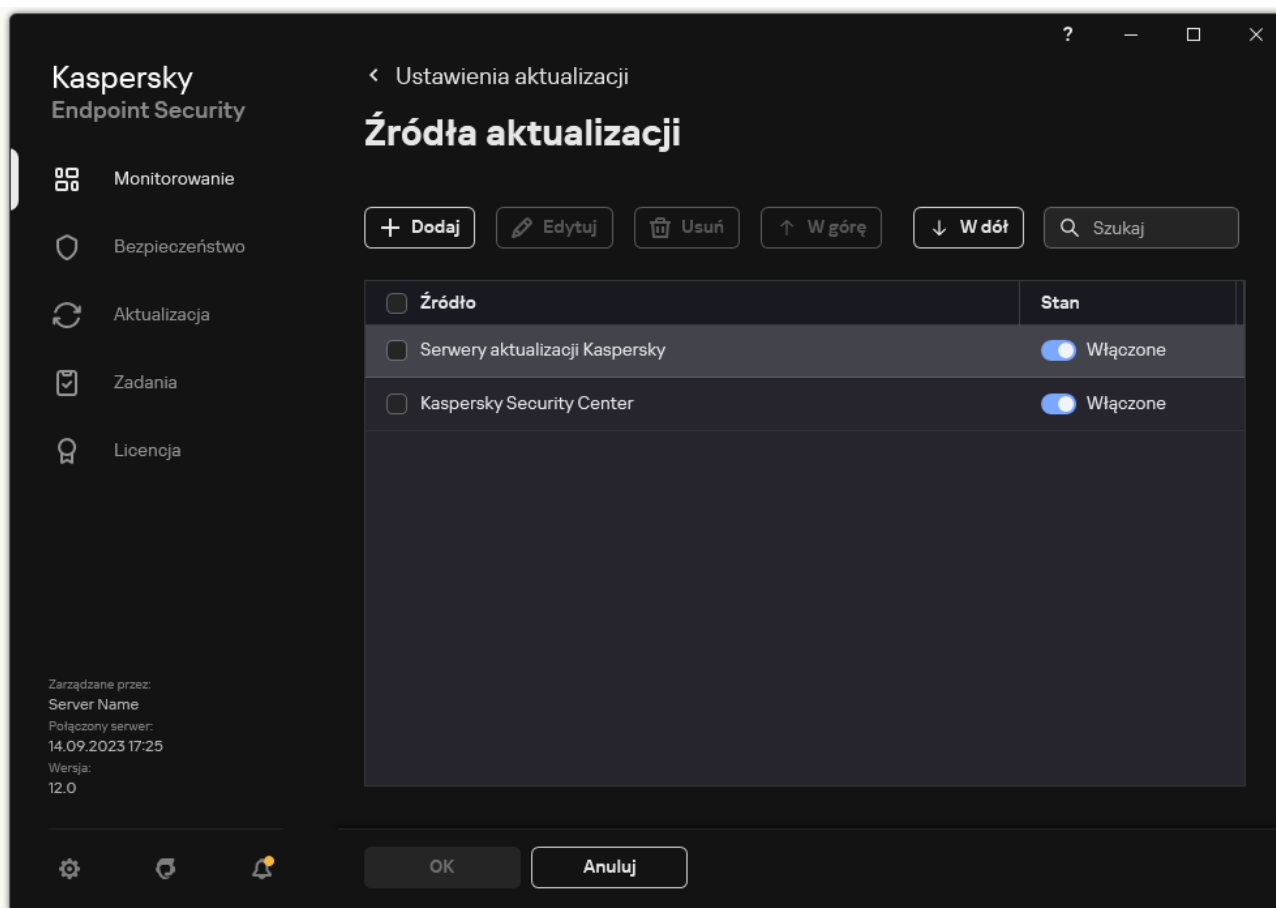 ?
Kaspersky
Endpoint Security
Monitorowanie
Bezpieczeństwo
Aktualizacja
Zadania
Licencja
Zarządzane przez:
Server Name
Połączony serwer:
14.09.2023 17:25
Wersja:
12.0
Ustawienia aktualizacji
Źródła aktualizacji
Dodaj Edytuj Usuń W górę W dół Szukaj
Źródło Stan
Serwery aktualizacji Kaspersky Włączone
Kaspersky Security Center Włączone
OK Anuluj